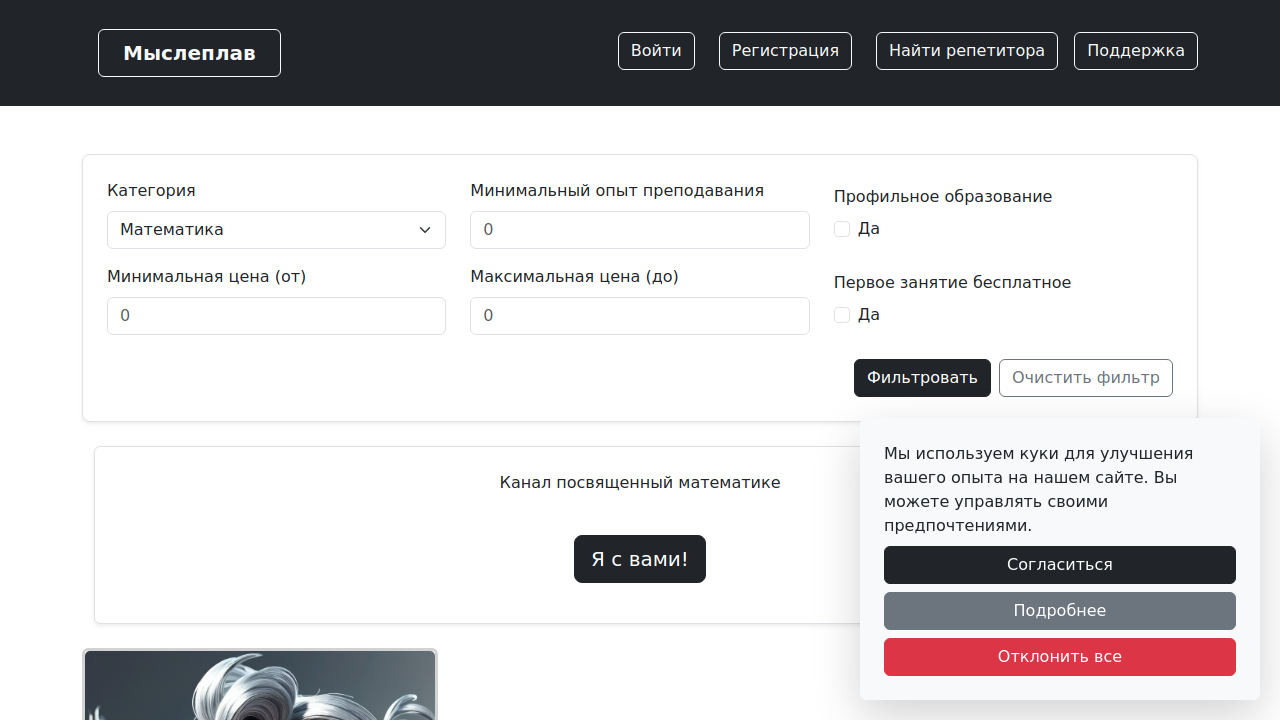 Мыслеплав
Войти
Регистрация
Найти репетитора
Поддержка
Категория
Математика
Минимальный опыт преподавания
0
Профильное образование
Да
Минимальная цена (от)
0
Максимальная цена (до)
0
Первое занятие бесплатное
Да
Фильтровать
Очистить фильтр
Канал посвященный математике
Я с вами!
Мы используем куки для улучшения
вашего опыта на нашем сайте. Вы
можете управлять своими
предпочтениями.
Согласиться
Подробнее
Отклонить все